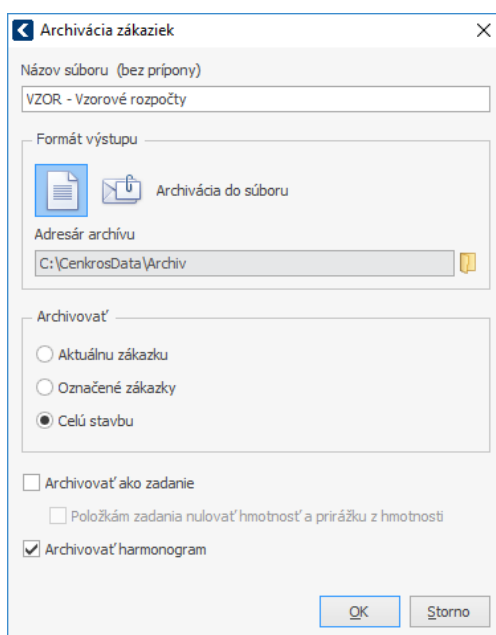 Archivácia zákaziek
Názov súboru (bez prípony)
VZOR - Vzorové rozpočty
Formát výstupu
Archivácia do súboru
Adresár archívu
C:\CenkrosData\Archiv
Archivovať
Aktuálnu zákazku
Označené zákazky
Celú stavbu
Archivovať ako zadanie
Položkám zadania nulovať hmotnosť a prirážku z hmotnosti
Archivovať harmonogram
OK Storno